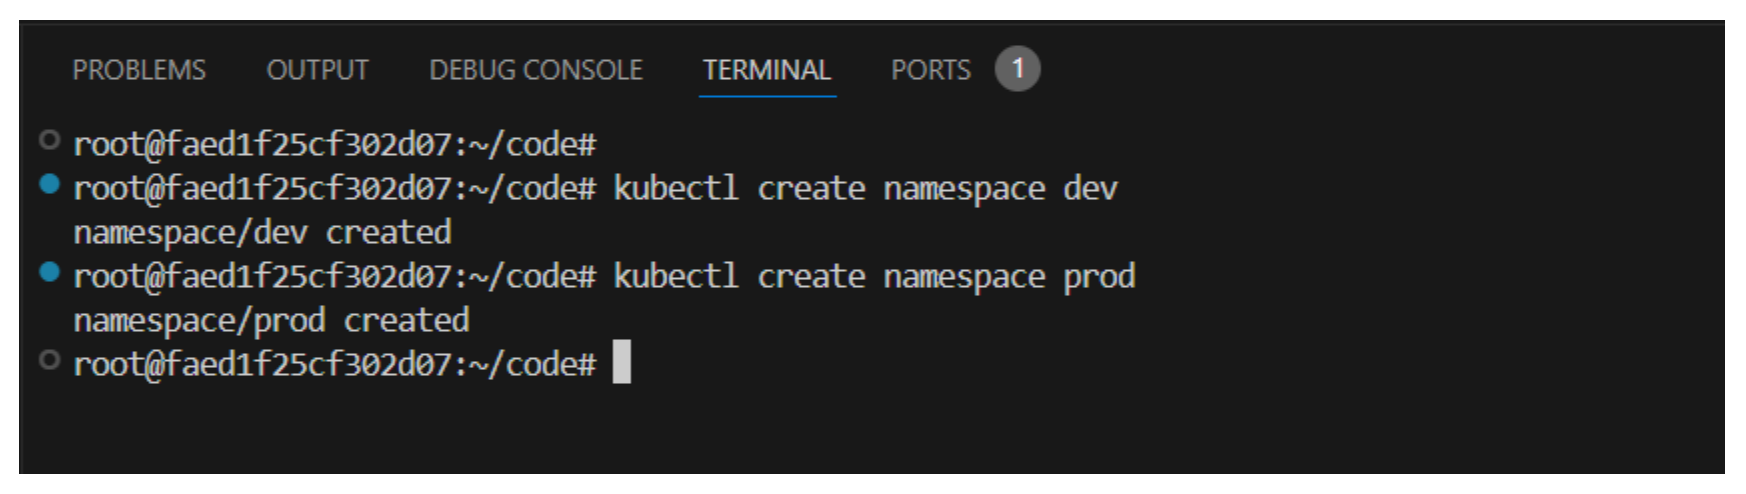 PROBLEMS OUTPUT DEBUG CONSOLE TERMINAL PORTS 1
root@faed1f25cf302d07:~/code#
root@faed1f25cf302d07:~/code# kubectl create namespace dev
namespace/dev created
root@faed1f25cf302d07:~/code# kubectl create namespace prod
namespace/prod created
root@faed1f25cf302d07:~/code#